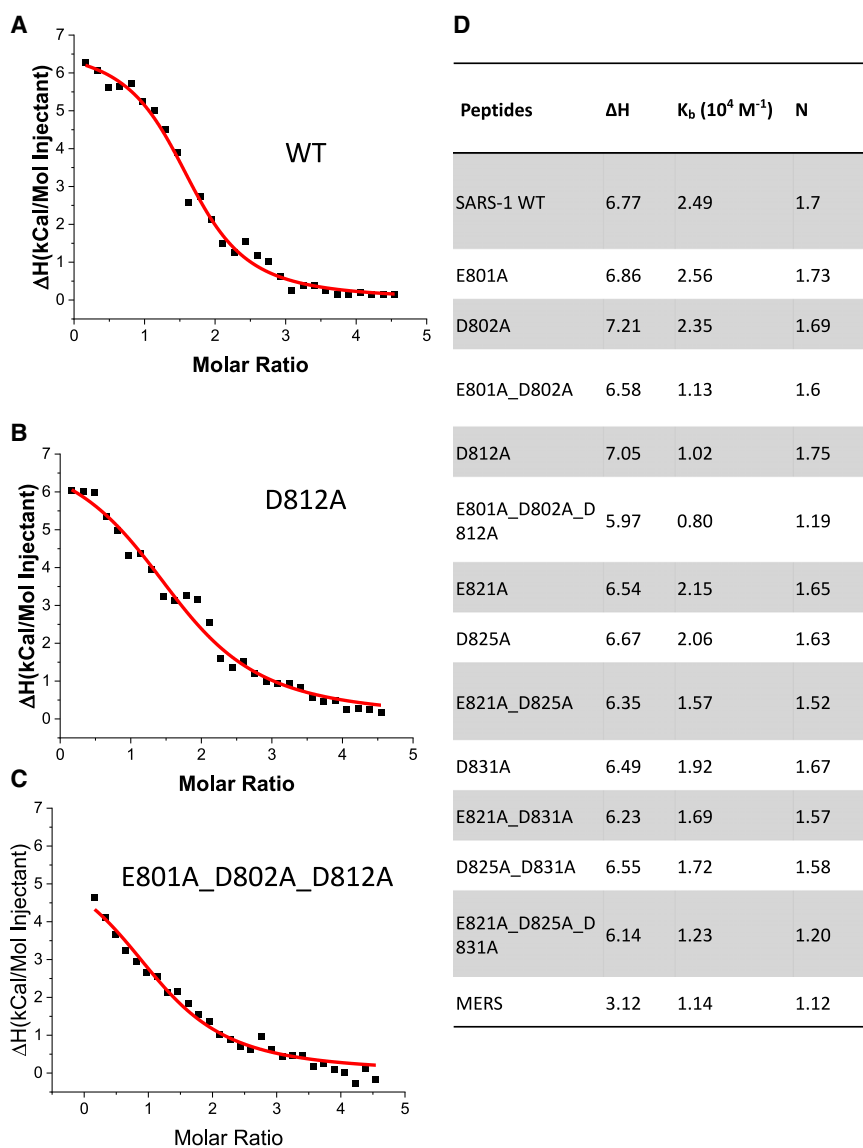 A
7
6
5
4
3
2
1
0
ΔH(kCal/Mol Injectant)
WT
0 1 2 3 4 5
Molar Ratio
B
7
6
5
4
3
2
1
0
ΔH(kCal/Mol Injectant)
D812A
0 1 2 3 4 5
Molar Ratio
C
7
6
5
4
3
2
1
0
ΔH(kCal/Mol Injectant)
E801A_D802A_D812A
0 1 2 3 4 5
Molar Ratio
D
Peptides ΔH K_b (10⁴ M⁻¹) N
SARS-1 WT 6.77 2.49 1.7
E801A 6.86 2.56 1.73
D802A 7.21 2.35 1.69
E801A_D802A 6.58 1.13 1.6
D812A 7.05 1.02 1.75
E801A_D802A_D
812A 5.97 0.80 1.19
E821A 6.54 2.15 1.65
D825A 6.67 2.06 1.63
E821A_D825A 6.35 1.57 1.52
D831A 6.49 1.92 1.67
E821A_D831A 6.23 1.69 1.57
D825A_D831A 6.55 1.72 1.58
E821A_D825A_D
831A 6.14 1.23 1.20
MERS 3.12 1.14 1.12